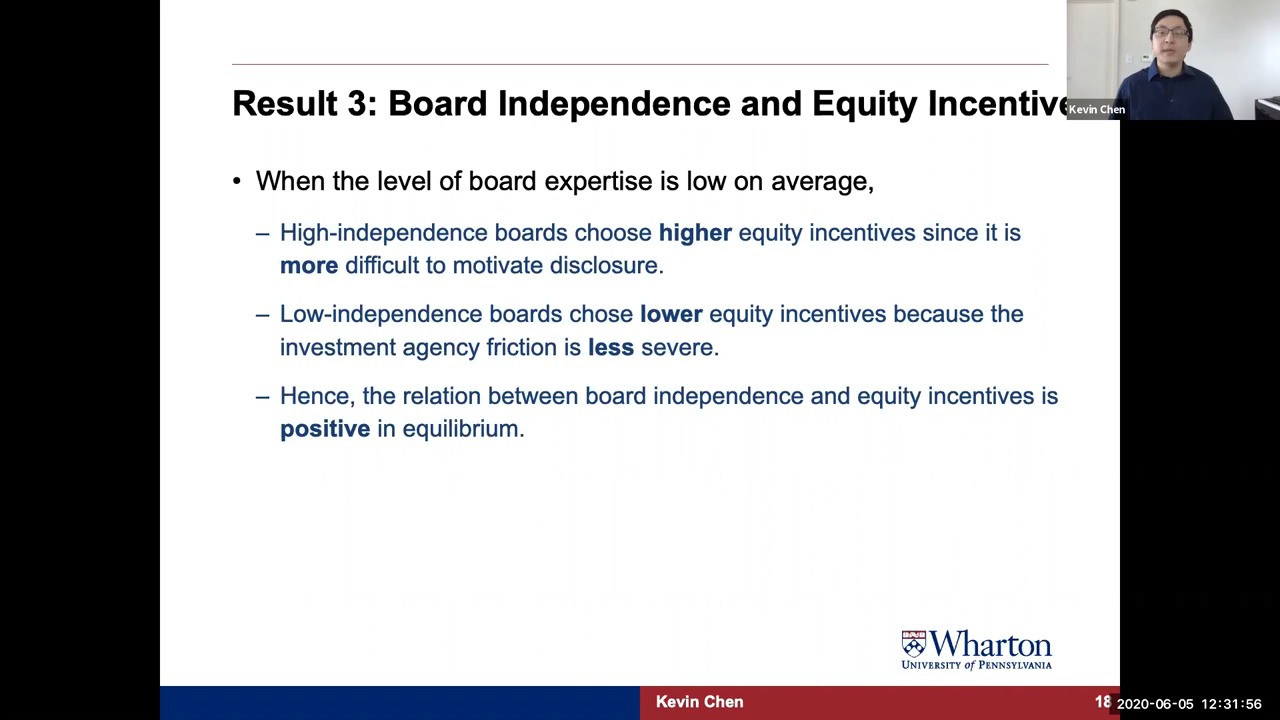 Result 3: Board Independence and Equity Incentive
Kevin Chen
• When the level of board expertise is low on average,
– High-independence boards choose higher equity incentives since it is
more difficult to motivate disclosure.
– Low-independence boards chose lower equity incentives because the
investment agency friction is less severe.
– Hence, the relation between board independence and equity incentives is
positive in equilibrium.
Wharton
UNIVERSITY of PENNSYLVANIA
Kevin Chen
18
2020-06-05 12:31:56